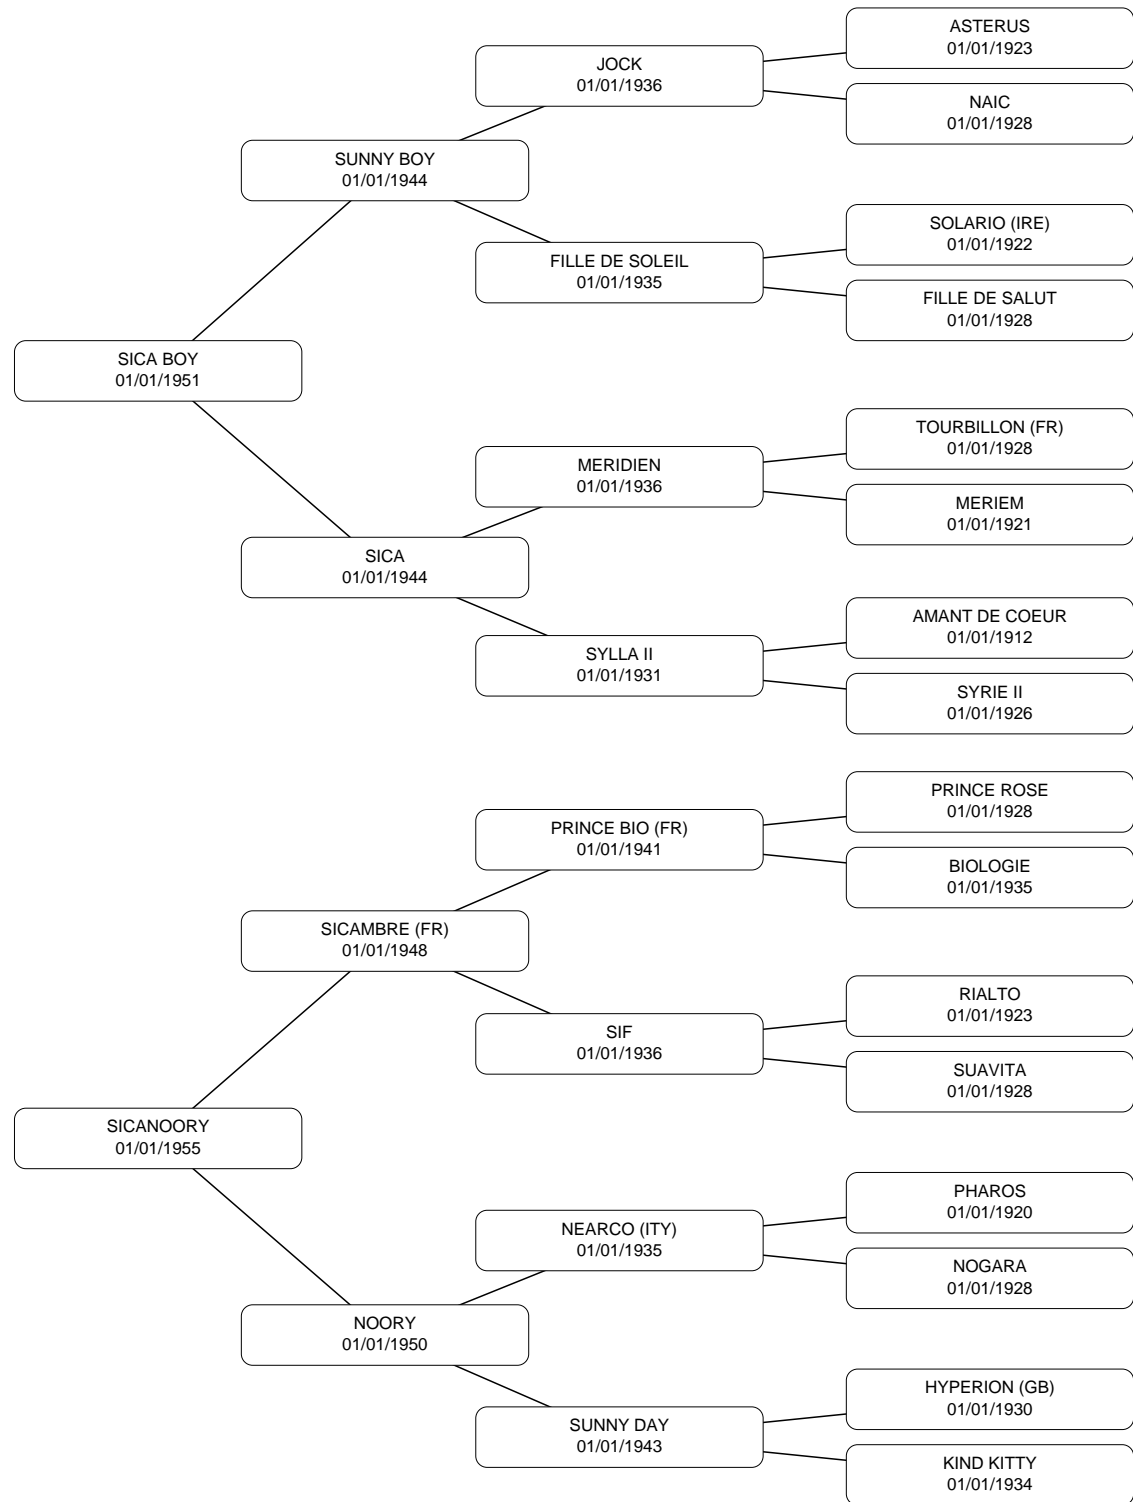 ASTERUS
01/01/1923
JOCK
01/01/1936
NAIC
01/01/1928
SUNNY BOY
01/01/1944
SOLARIO (IRE)
01/01/1922
FILLE DE SOLEIL
01/01/1935
FILLE DE SALUT
01/01/1928
SICA BOY
01/01/1951
TOURBILLON (FR)
01/01/1928
MERIDIEN
01/01/1936
MERIEM
01/01/1921
SICA
01/01/1944
AMANT DE COEUR
01/01/1912
SYLLA II
01/01/1931
SYRIE II
01/01/1926
PRINCE ROSE
01/01/1928
PRINCE BIO (FR)
01/01/1941
BIOLOGIE
01/01/1935
SICAMBRE (FR)
01/01/1948
RIALTO
01/01/1923
SIF
01/01/1936
SUAVITA
01/01/1928
SICANOORY
01/01/1955
PHAROS
01/01/1920
NEARCO (ITY)
01/01/1935
NOGARA
01/01/1928
NOORY
01/01/1950
HYPERION (GB)
01/01/1930
SUNNY DAY
01/01/1943
KIND KITTY
01/01/1934